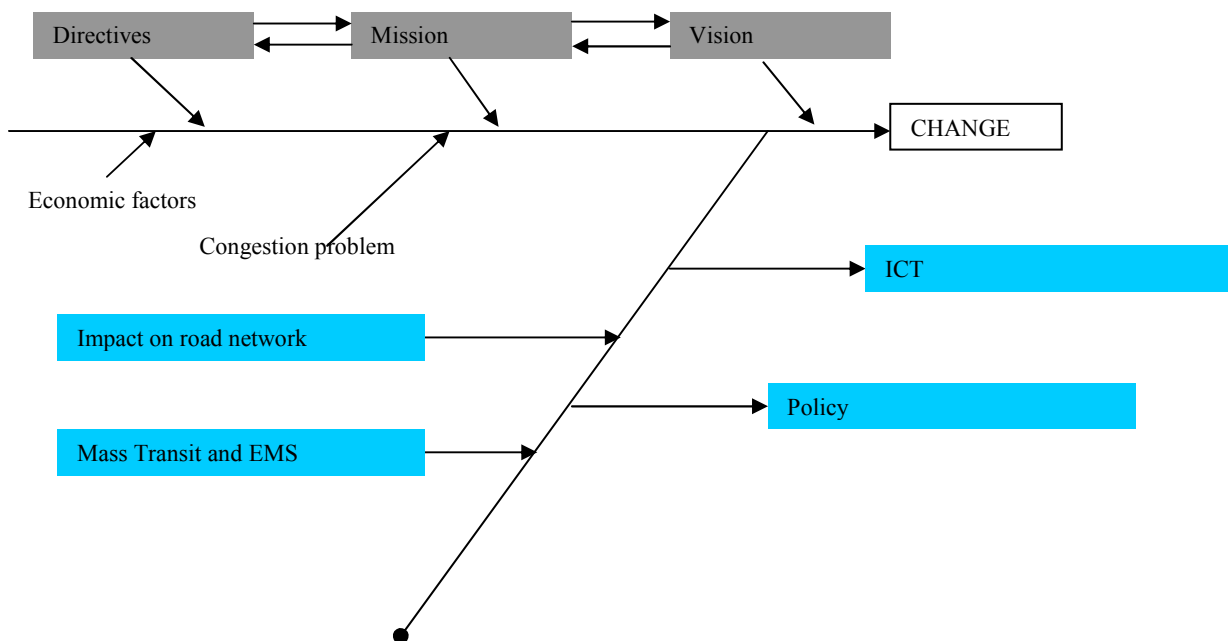 Directives
Mission
Vision
CHANGE
Economic factors
Congestion problem
ICT
Impact on road network
Policy
Mass Transit and EMS